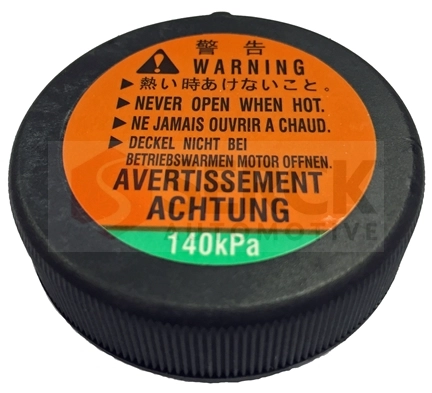 警告
WARNING
▶熱い時あけないこと。
▶NEVER OPEN WHEN HOT.
▶NE JAMAIS OUVRIR A CHAUD.
▶DECKEL NICHT BEI
BETRIEBSWARMEN MOTOR OFFNEN.
AVERTISSEMENT
ACHTUNG
140kPa